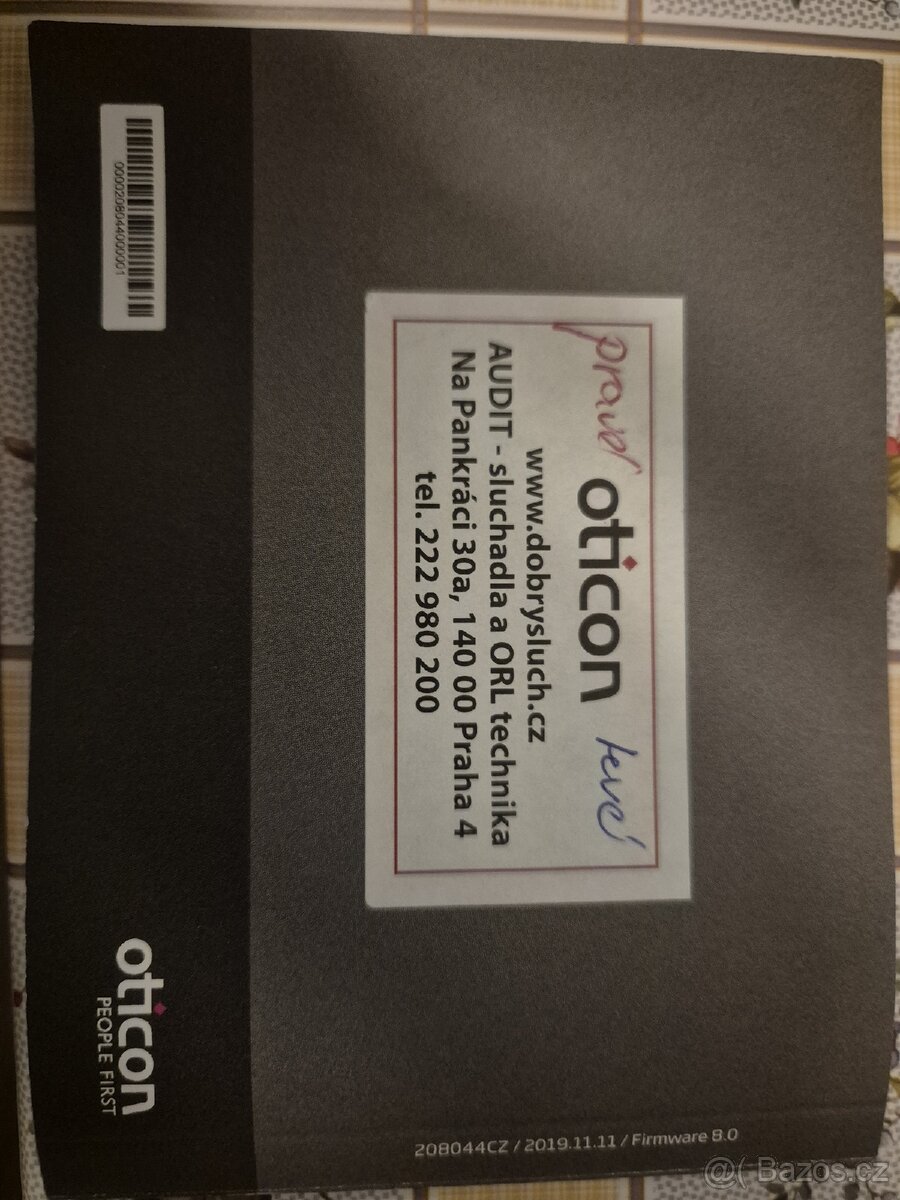 pravé oticon levé
www.dobrysluch.cz
AUDIT - sluchadla a ORL technika
Na Pankráci 30a, 140 00 Praha 4
tel. 222 980 200
0000208044000001
oticon
PEOPLE FIRST
208044CZ / 2019.11.11 / Firmware 8.0
@( Bazos.cz